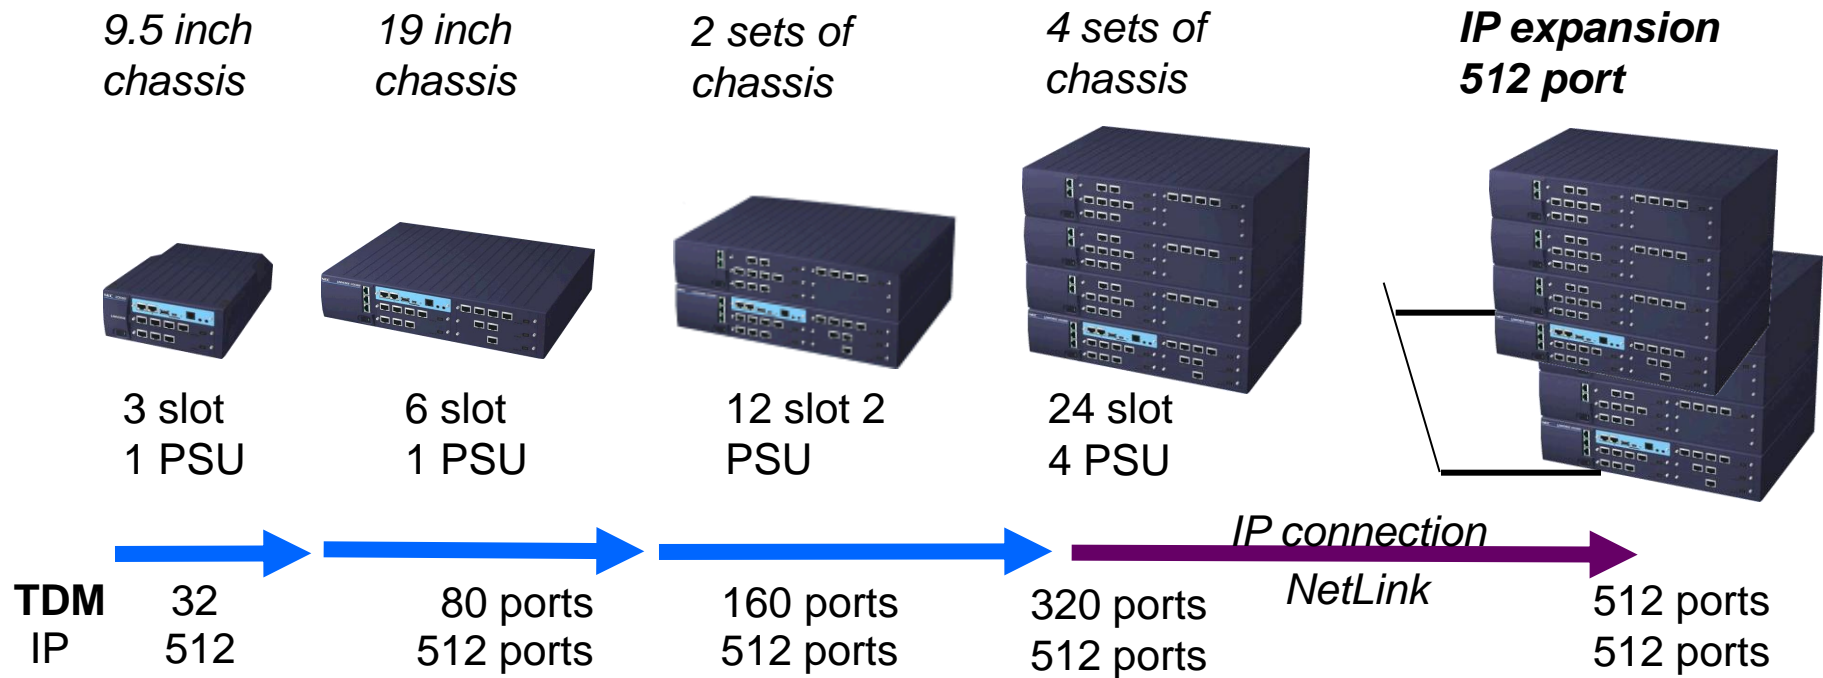 9.5 inch
chassis
19 inch
chassis
2 sets of
chassis
4 sets of
chassis
IP expansion
512 port
3 slot
1 PSU
6 slot
1 PSU
12 slot 2
PSU
24 slot
4 PSU
IP connection
NetLink
TDM 32 80 ports 160 ports 320 ports 512 ports
IP 512 512 ports 512 ports 512 ports 512 ports